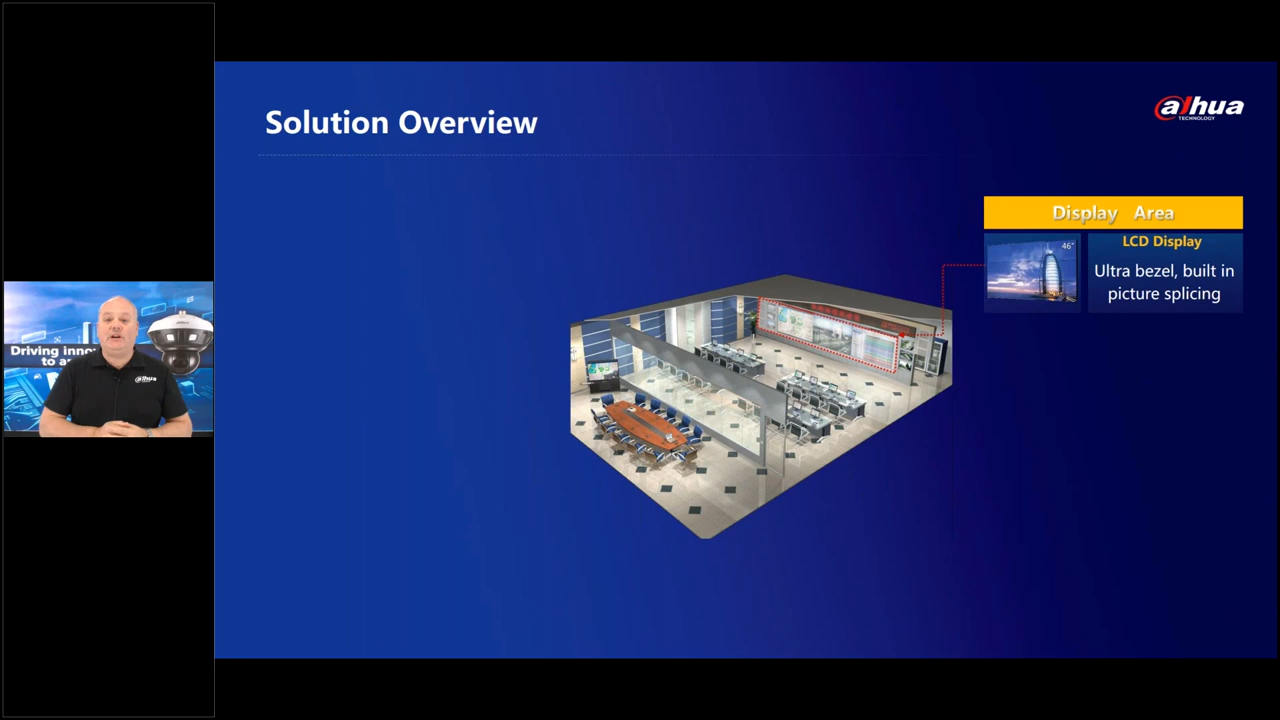 Solution Overview
alhua
TECHNOLOGY
Display Area
46"
LCD Display
Ultra bezel, built in
picture splicing
Driving inno
to a
alhua